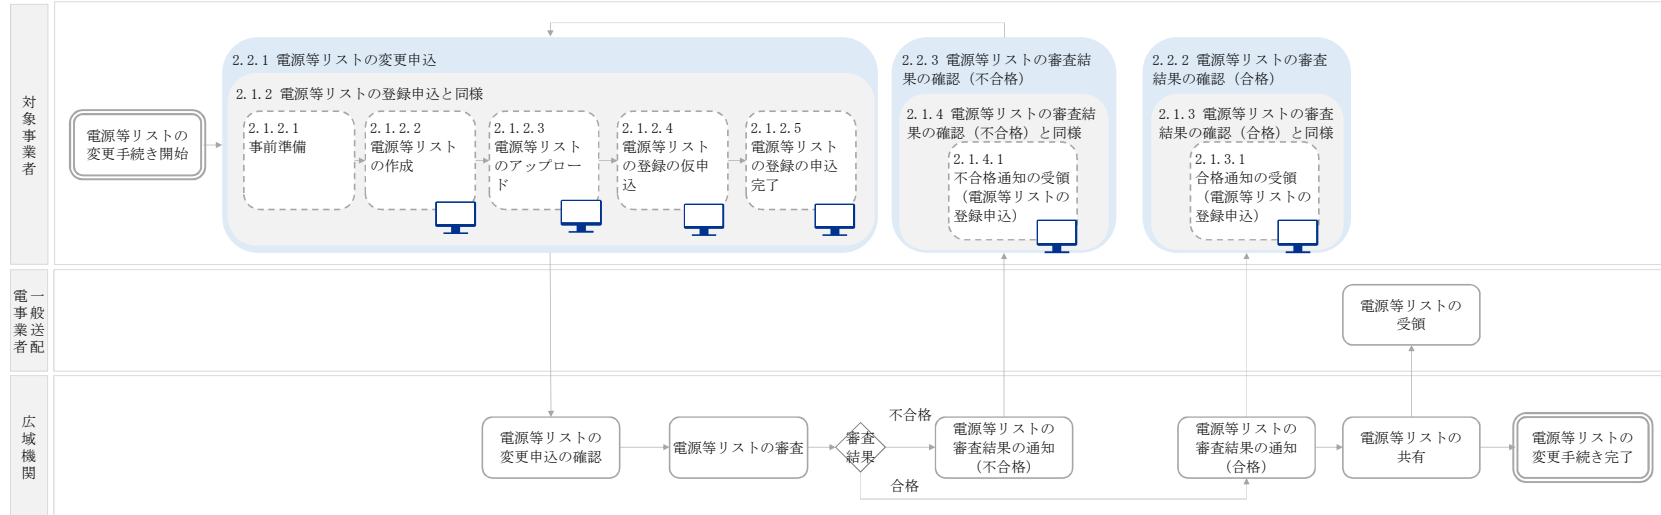 対象事業者
電源等リストの
変更手続き開始
2.2.1 電源等リストの変更申込
2.1.2 電源等リストの登録申込と同様
2.1.2.1
事前準備
2.1.2.2
電源等リスト
の作成
2.1.2.3
電源等リスト
のアップロー
ド
2.1.2.4
電源等リスト
の登録の仮申
込
2.1.2.5
電源等リスト
の登録の申込
完了
2.2.3 電源等リストの審査結
果の確認（不合格）
2.1.4 電源等リストの審査結
果の確認（不合格）と同様
2.1.4.1
不合格通知の受領
（電源等リストの
登録申込）
2.2.2 電源等リストの審査
結果の確認（合格）
2.1.3 電源等リストの審査
結果の確認（合格）と同様
2.1.3.1
合格通知の受領
（電源等リストの
登録申込）
一般送配
電事業者
電源等リストの
受領
広域機関
電源等リストの
変更申込の確認
電源等リストの審査
審査
結果
不合格
合格
電源等リストの
審査結果の通知
（不合格）
電源等リストの
審査結果の通知
（合格）
電源等リストの
共有
電源等リストの
変更手続き完了